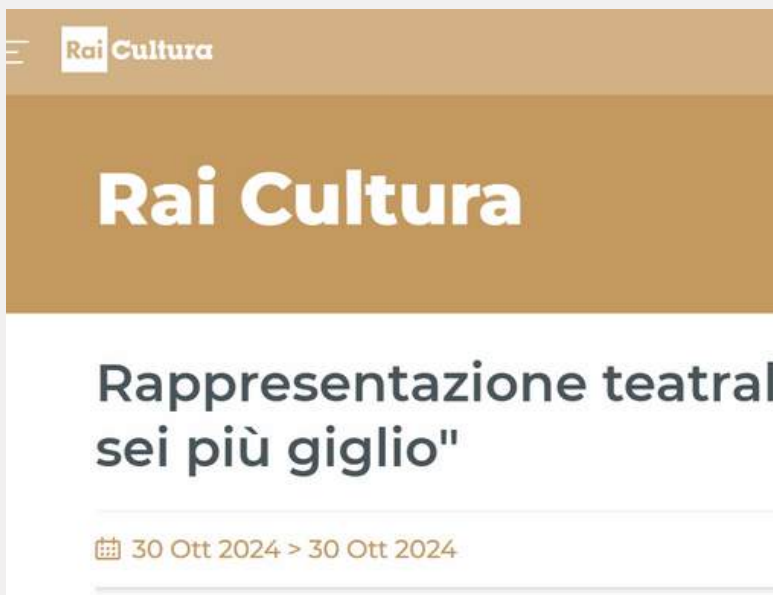 Rai Cultura
Rai Cultura
Rappresentazione teatral
sei più giglio"
30 Ott 2024 > 30 Ott 2024